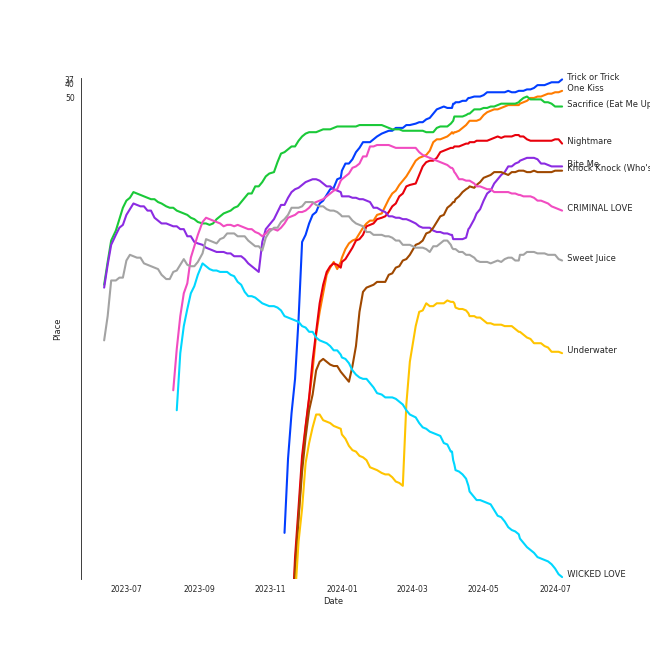 37
40
50
Place
Trick or Trick
One Kiss
Sacrifice (Eat Me Up
Nightmare
Bite Me
Knock Knock (Who's
CRIMINAL LOVE
Sweet Juice
Underwater
WICKED LOVE
2023-07 2023-09 2023-11 2024-01 2024-03 2024-05 2024-07
Date